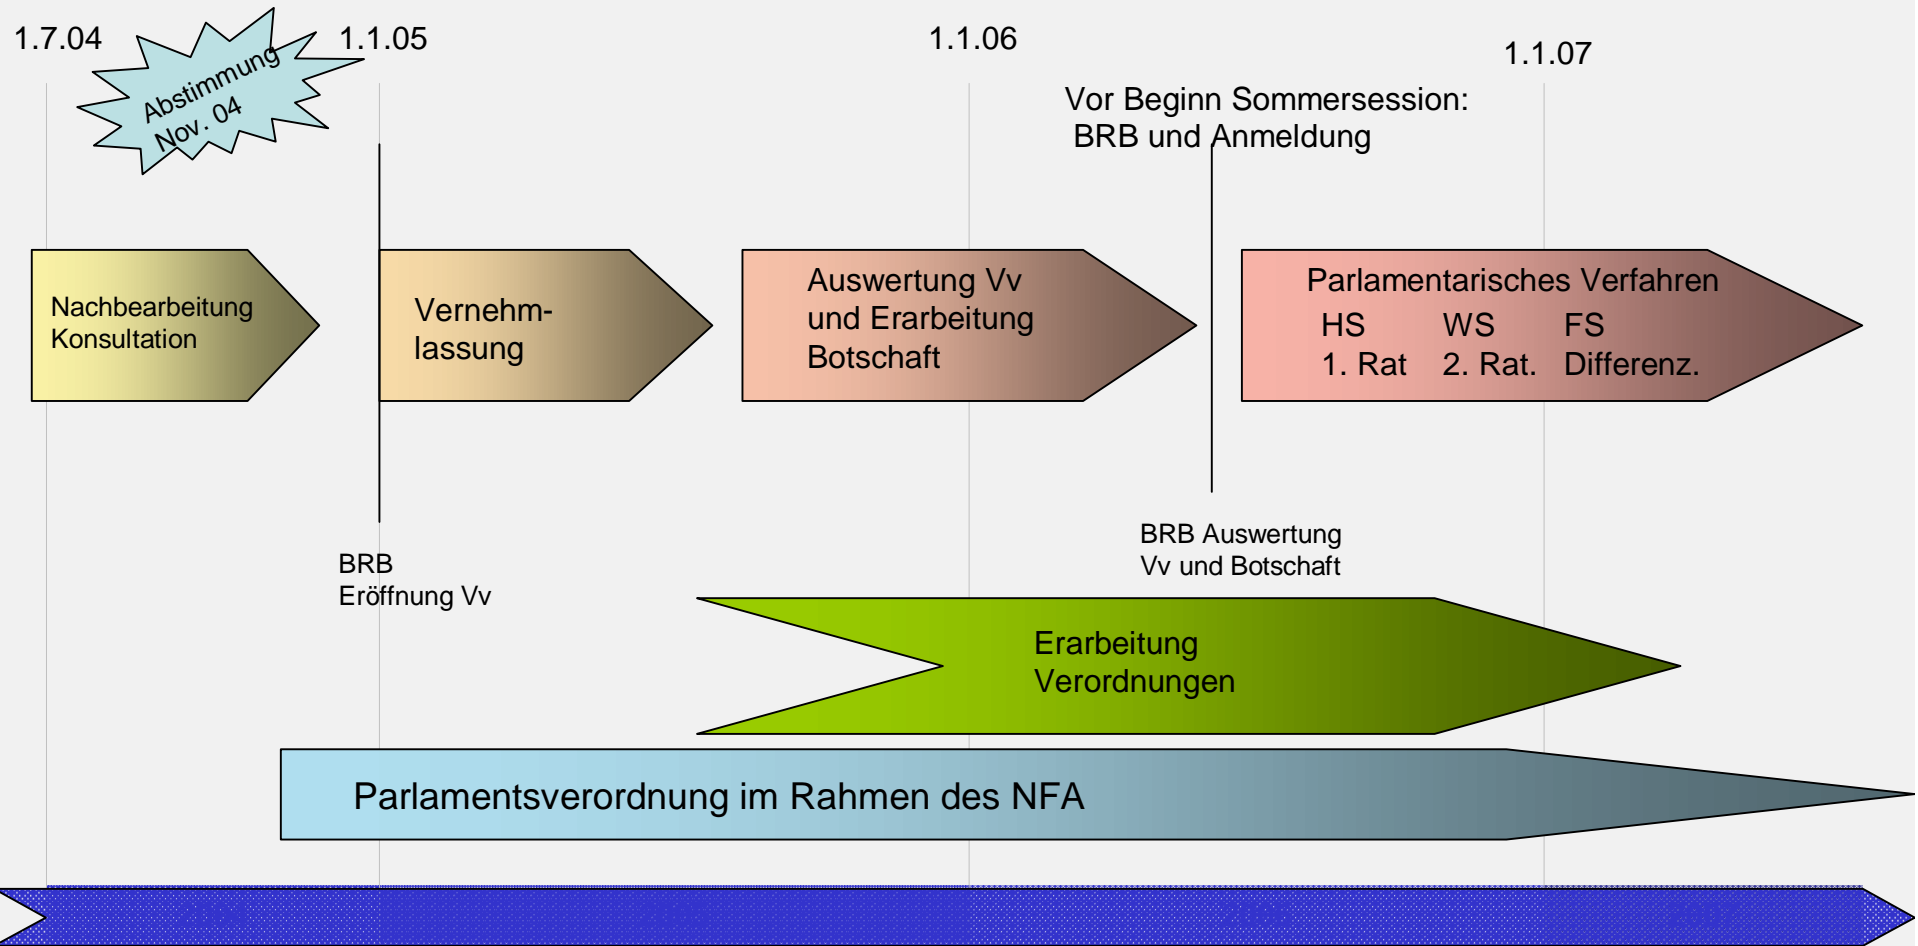 1.7.04
1.1.05
1.1.06
1.1.07
Abstimmung
Nov. 04
Vor Beginn Sommersession:
BRB und Anmeldung
Nachbearbeitung
Konsultation
Vernehm-
lassung
Auswertung Vv
und Erarbeitung
Botschaft
Parlamentarisches Verfahren
HS WS FS
1. Rat 2. Rat. Differenz.
BRB
Eröffnung Vv
BRB Auswertung
Vv und Botschaft
Erarbeitung
Verordnungen
Parlamentsverordnung im Rahmen des NFA
2007